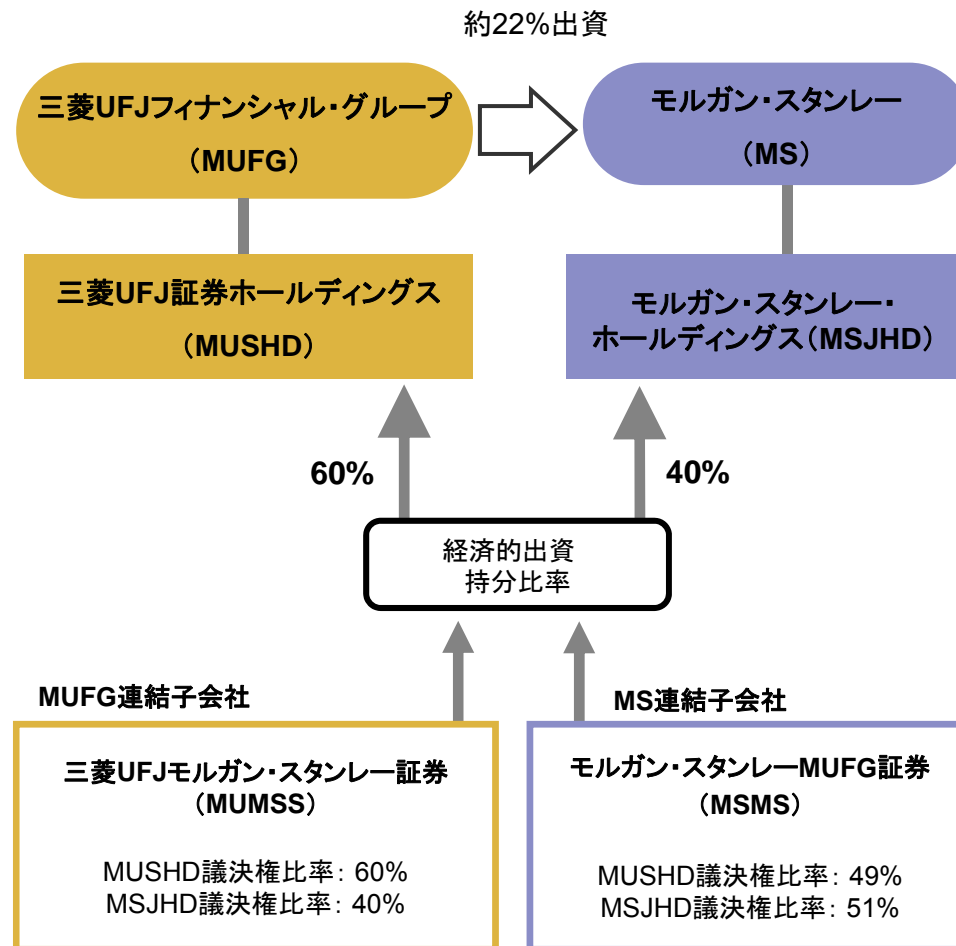 約22%出資
三菱UFJフィナンシャル・グループ
（MUFG）
モルガン・スタンレー
（MS）
三菱UFJ証券ホールディングス
（MUSHD）
モルガン・スタンレー・
ホールディングス（MSJHD）
60%
40%
経済的出資
持分比率
MUFG連結子会社
MS連結子会社
三菱UFJモルガン・スタンレー証券
（MUMSS）
MUSHD議決権比率： 60%
MSJHD議決権比率： 40%
モルガン・スタンレーMUFG証券
（MSMS）
MUSHD議決権比率： 49%
MSJHD議決権比率： 51%